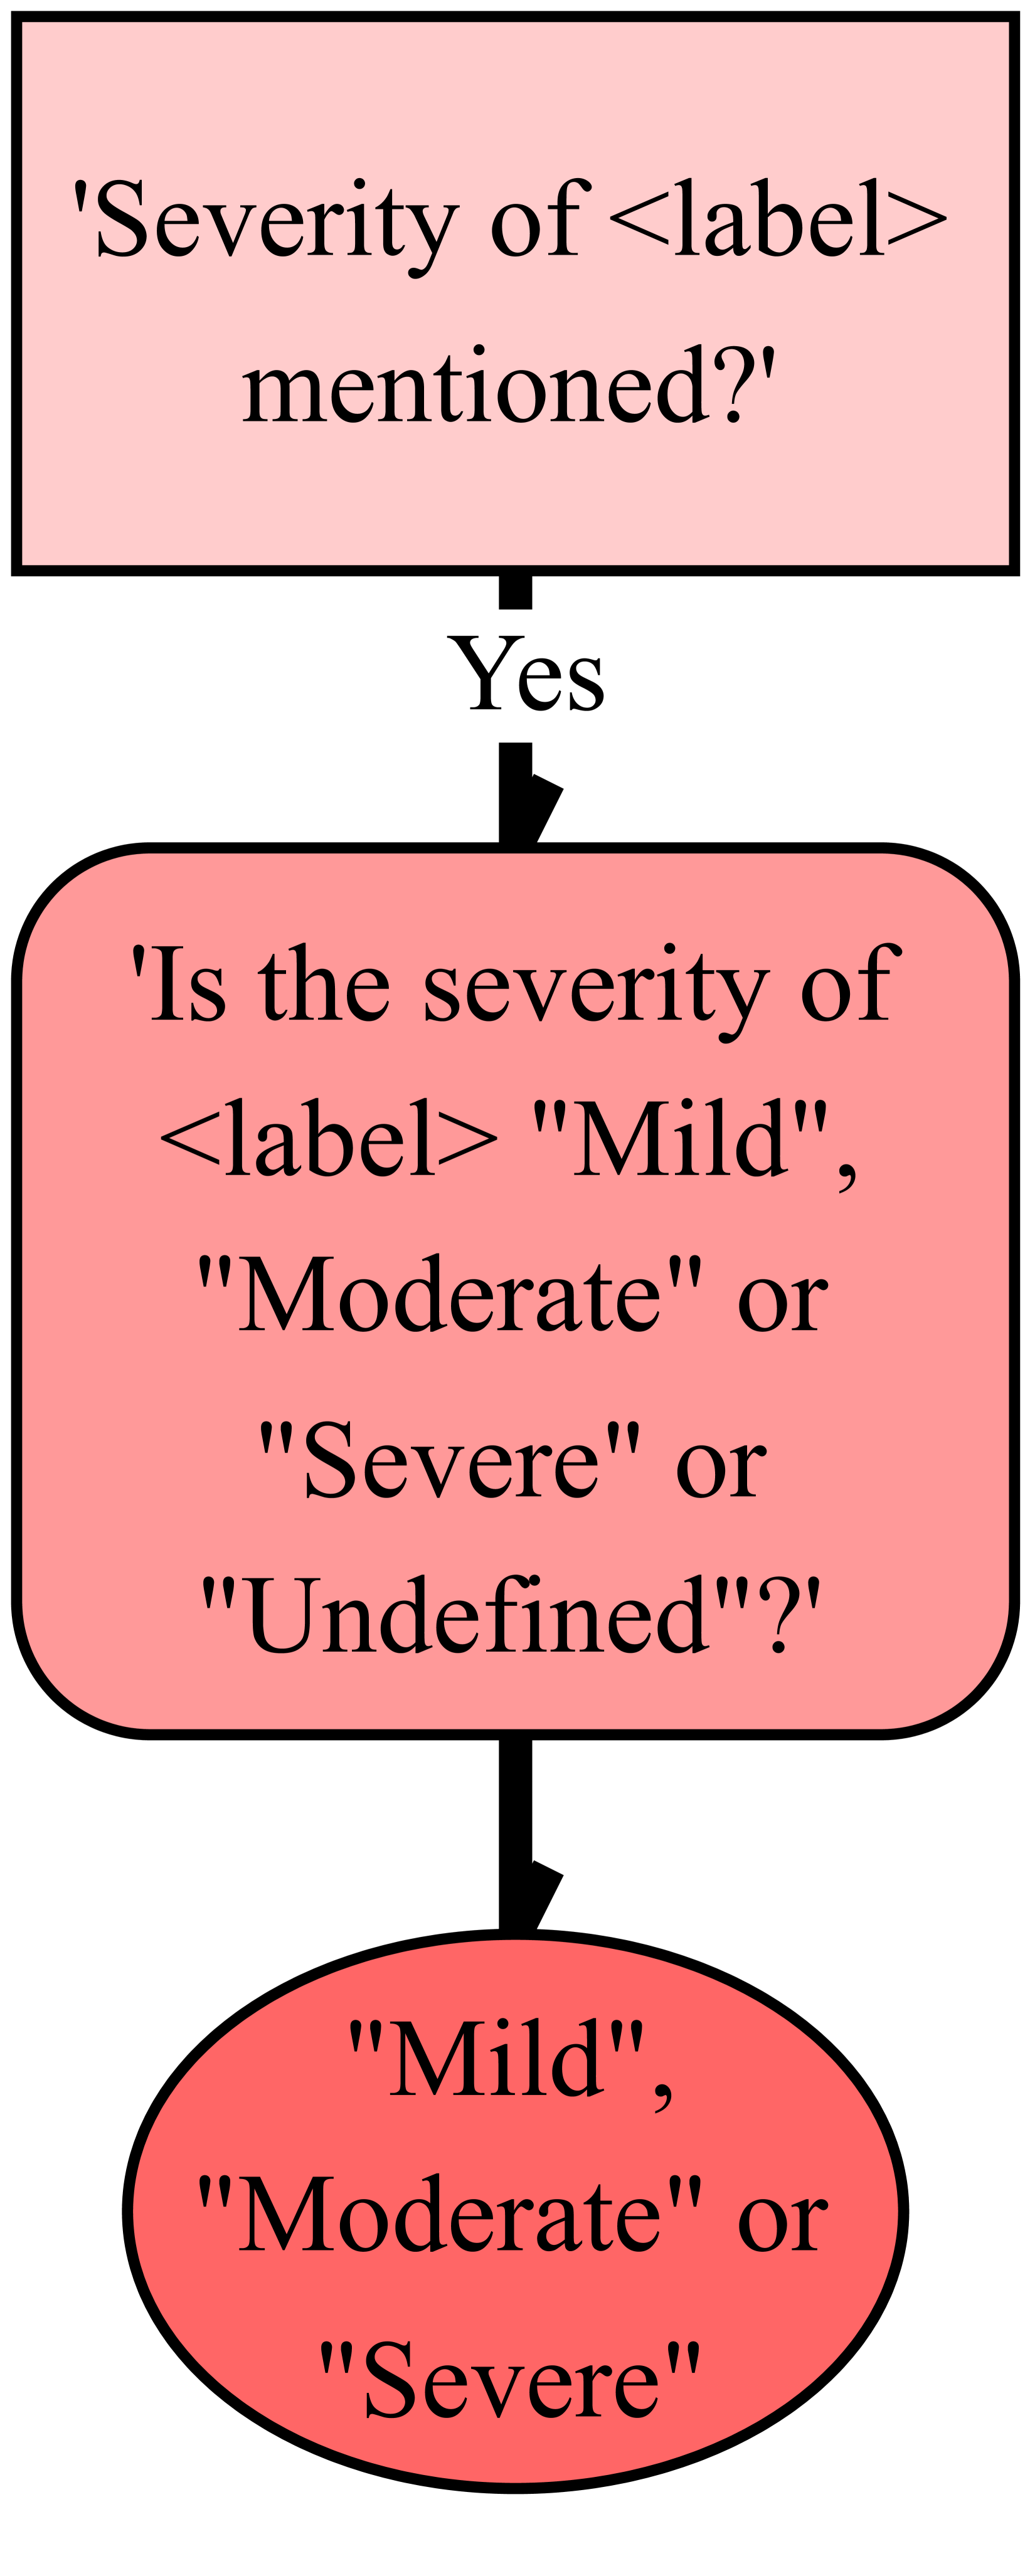 'Severity of <label>
mentioned?'
Yes
'Is the severity of
<label> "Mild",
"Moderate" or
"Severe" or
"Undefined"?'
"Mild",
"Moderate" or
"Severe"